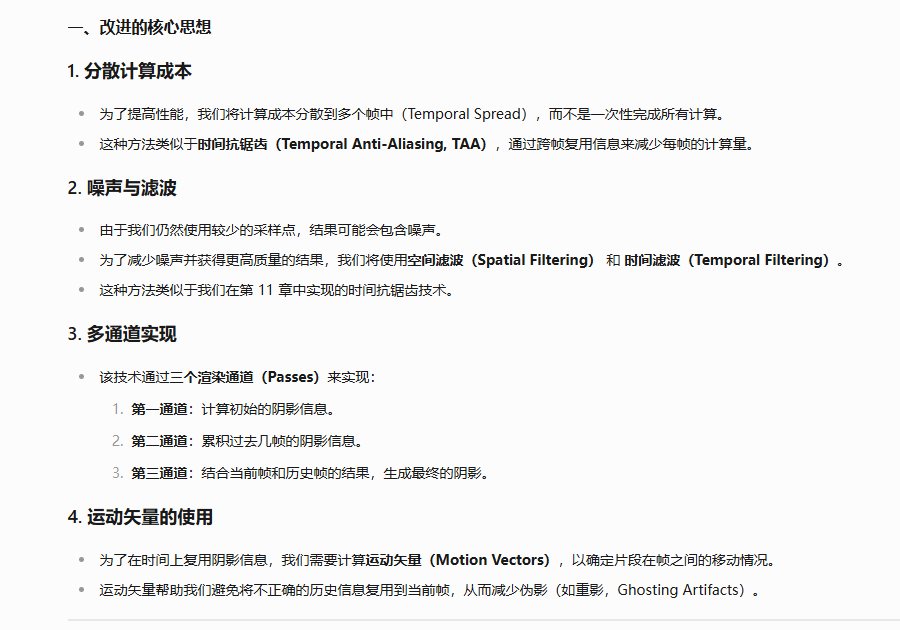 一、改进的核心思想
1. 分散计算成本
为了提高性能，我们将计算成本分散到多个帧中（Temporal Spread），而不是一次性完成所有计算。
这种方法类似于时间抗锯齿（Temporal Anti-Aliasing, TAA），通过跨帧复用信息来减少每帧的计算量。
2. 噪声与滤波
由于我们仍然使用较少的采样点，结果可能会包含噪声。
为了减少噪声并获得更高质量的结果，我们将使用空间滤波（Spatial Filtering） 和 时间滤波（Temporal Filtering）。
这种方法类似于我们在第 11 章中实现的时间抗锯齿技术。
3. 多通道实现
该技术通过三个渲染通道（Passes）来实现：
1. 第一通道：计算初始的阴影信息。
2. 第二通道：累积过去几帧的阴影信息。
3. 第三通道：结合当前帧和历史帧的结果，生成最终的阴影。
4. 运动矢量的使用
为了在时间上复用阴影信息，我们需要计算运动矢量（Motion Vectors），以确定片段在帧之间的移动情况。
运动矢量帮助我们避免将不正确的历史信息复用到当前帧，从而减少伪影（如重影，Ghosting Artifacts）。